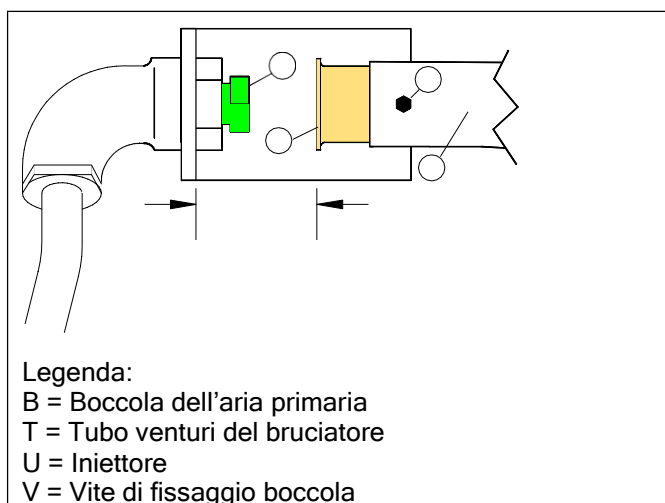 Legenda:
B = Boccola dell’aria primaria
T = Tubo venturi del bruciatore
U = Iniettore
V = Vite di fissaggio boccola